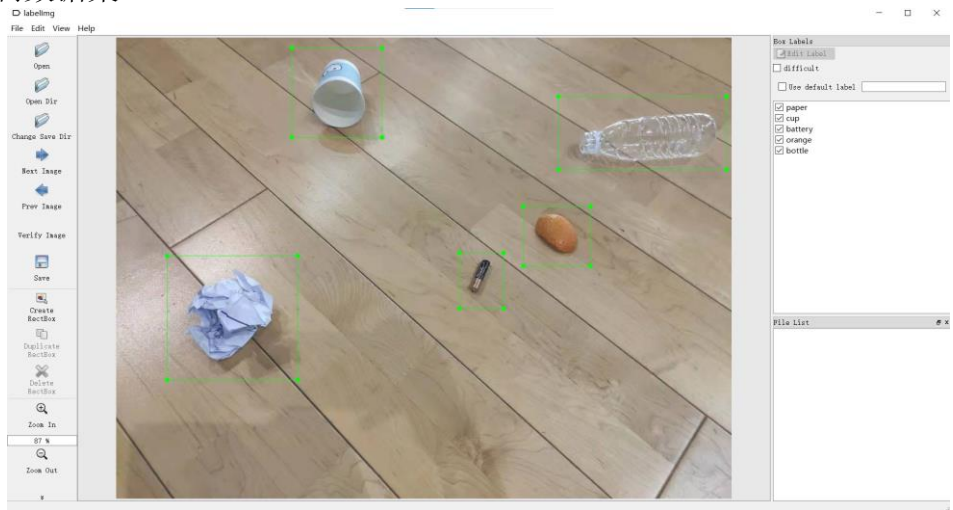 labelImg
File Edit View Help
Open
Open Dir
Change Save Dir
Next Image
Prev Image
Verify Image
Save
Create
RectBox
Duplicate
RectBox
Delete
RectBox
Zoom In
87 %
Zoom Out
Box Labels
Edit Label
difficult
Use default label
paper
cup
battery
orange
bottle
File List